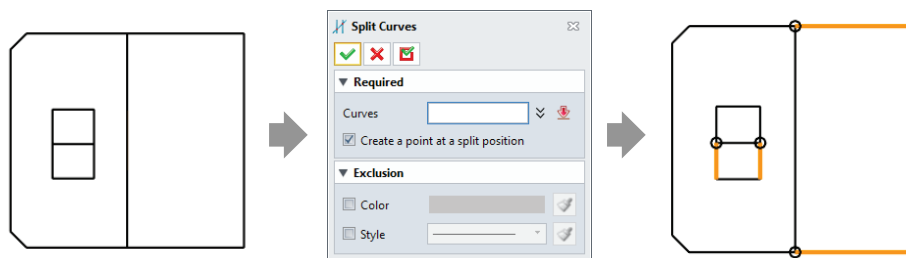 Split Curves
Required
Curves
Create a point at a split position
Exclusion
Color
Style